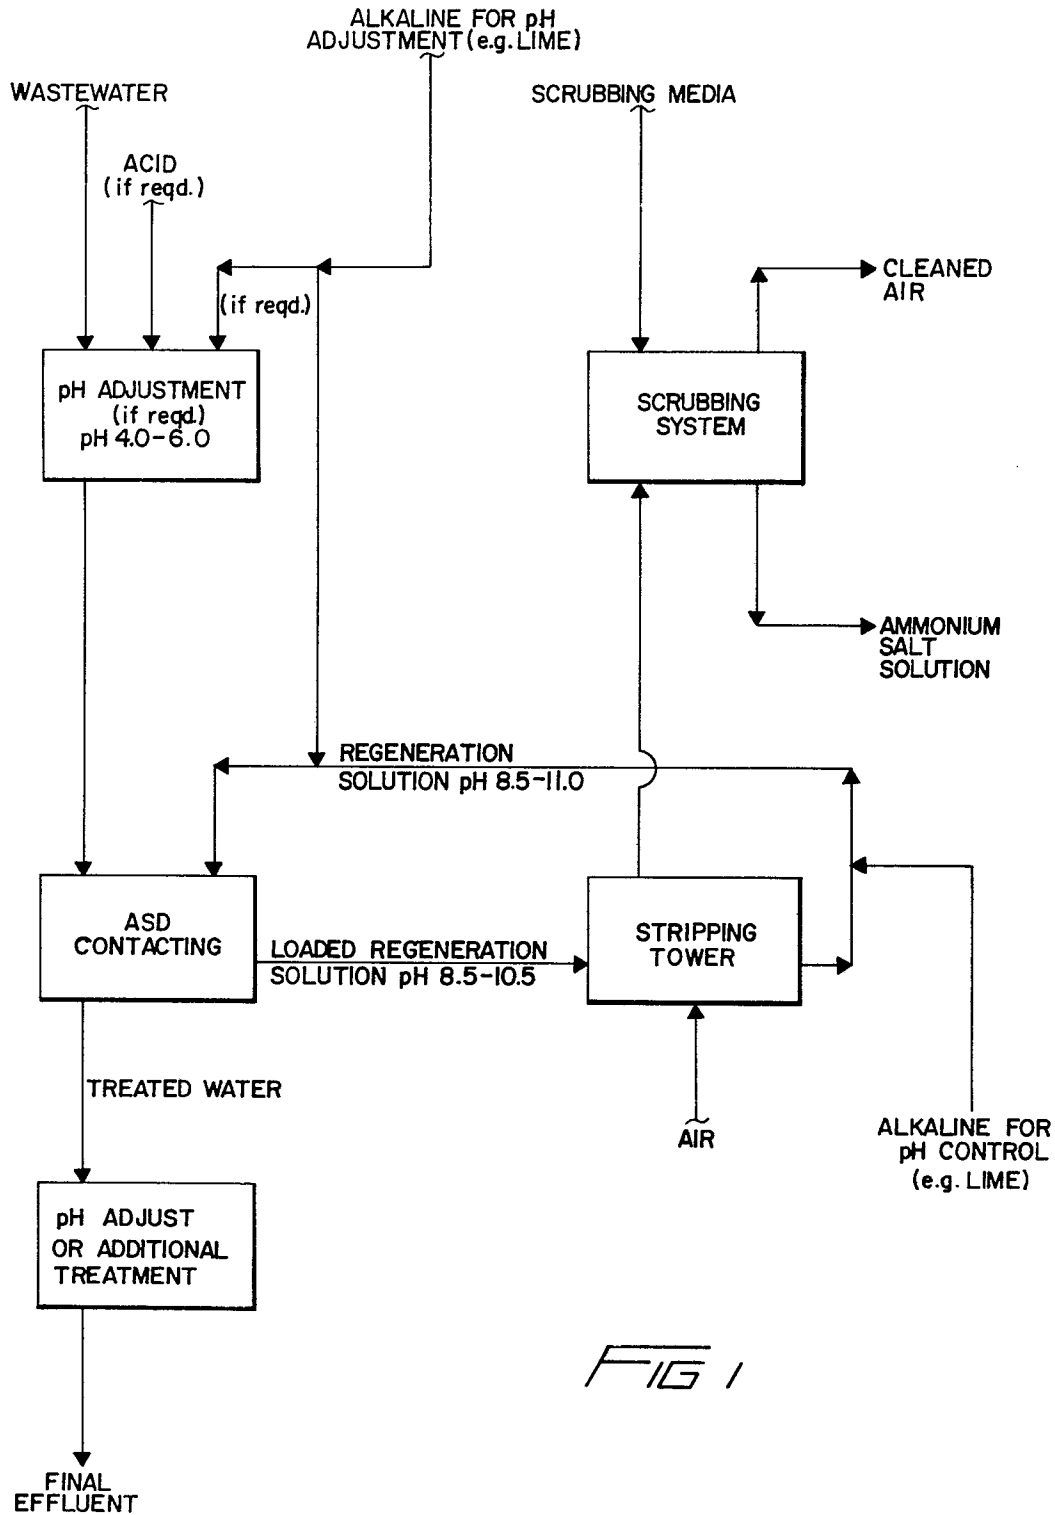 ALKALINE FOR pH
ADJUSTMENT (e.g. LIME)
WASTEWATER
SCRUBBING MEDIA
ACID
(if reqd.)
(if reqd.)
CLEANED
AIR
pH ADJUSTMENT
(if reqd.)
pH 4.0-6.0
SCRUBBING
SYSTEM
AMMONIUM
SALT
SOLUTION
REGENERATION
SOLUTION pH 8.5-11.0
ASD
CONTACTING
LOADED REGENERATION
SOLUTION pH 8.5-10.5
STRIPPING
TOWER
TREATED WATER
AIR
ALKALINE FOR
pH CONTROL
(e.g. LIME)
pH ADJUST
OR ADDITIONAL
TREATMENT
FIG 1
FINAL
EFFLUENT